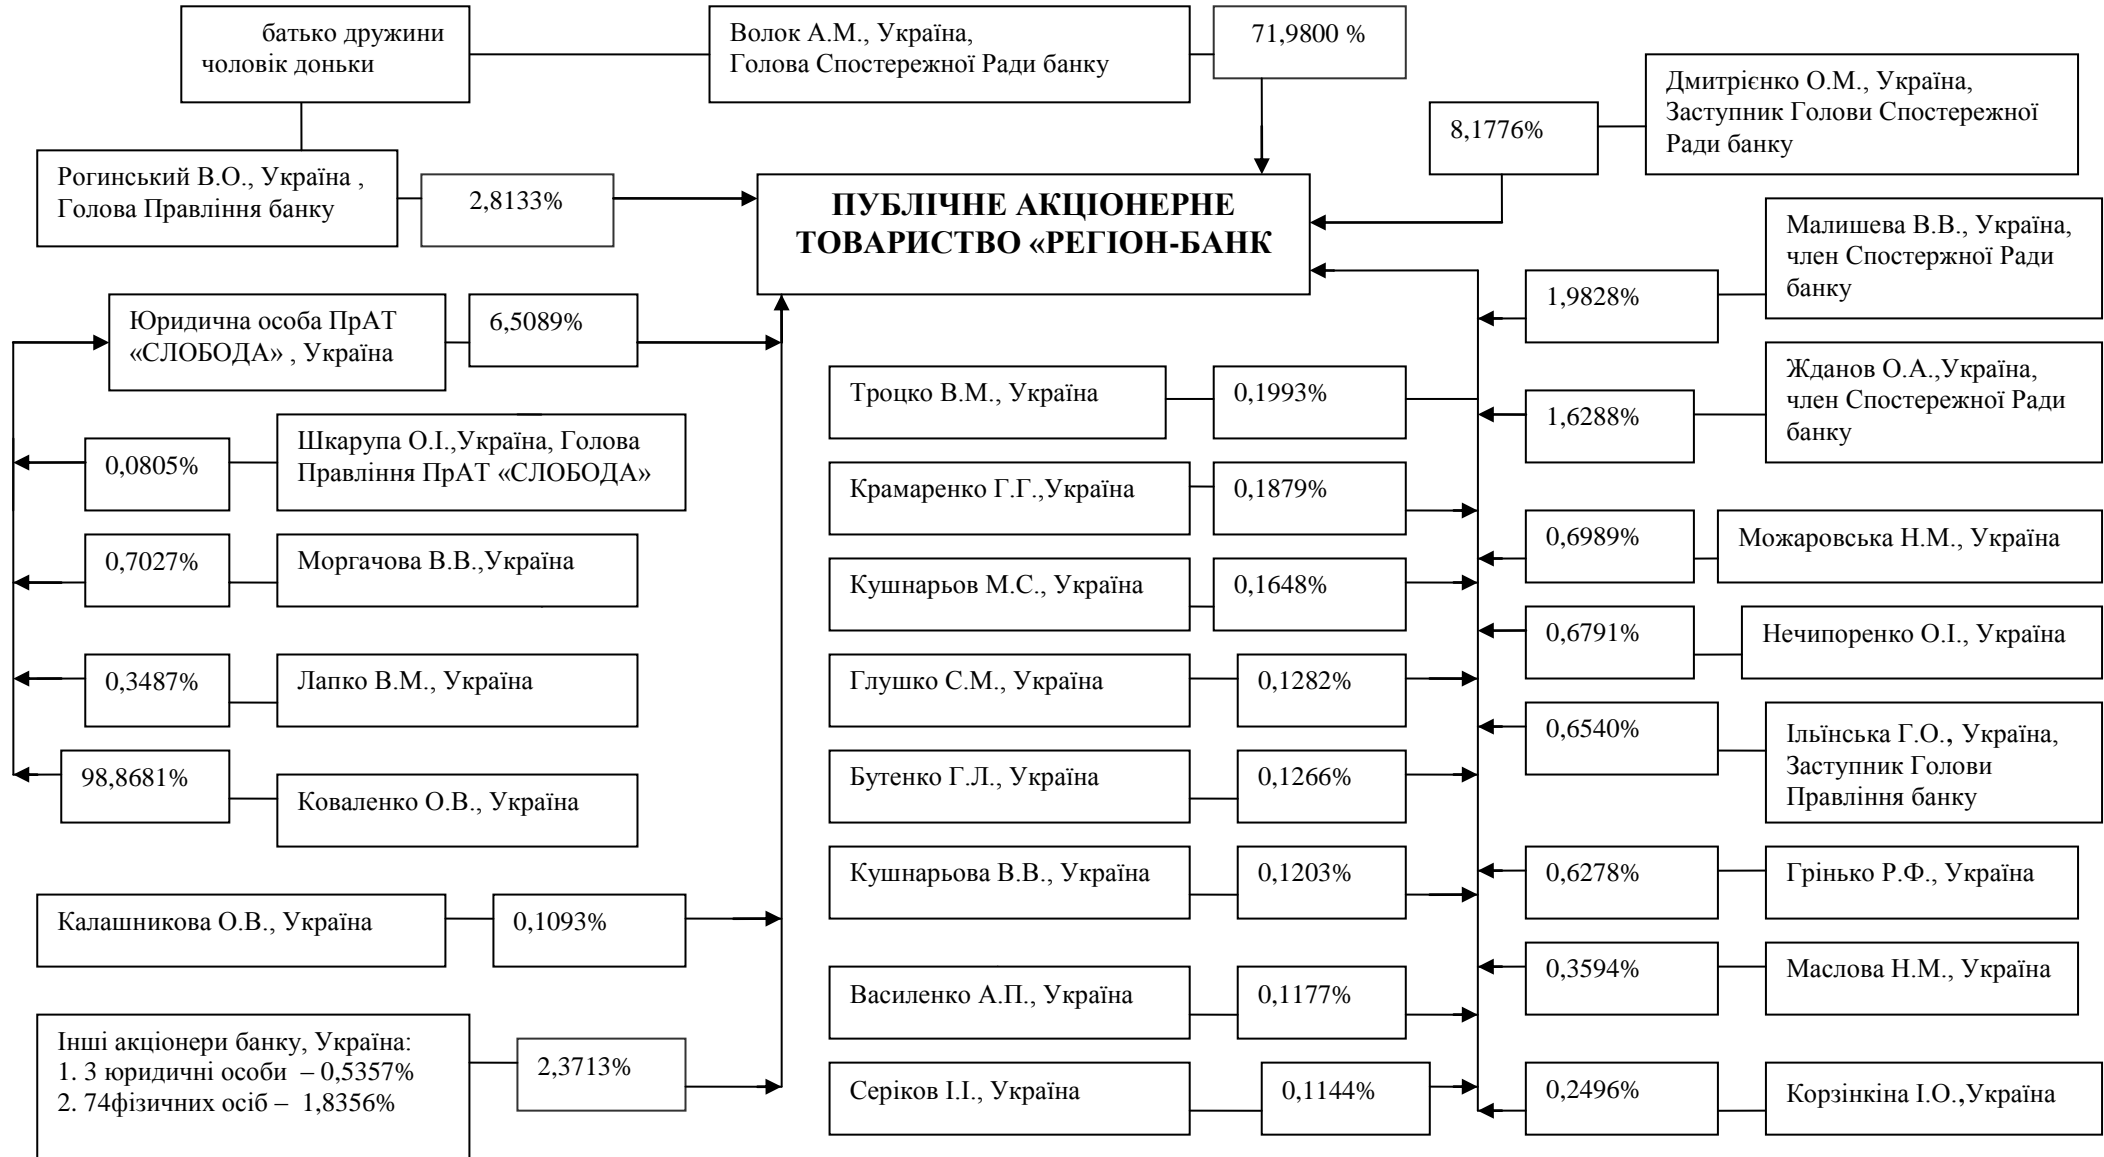 батько дружини
чоловік доньки
Волок А.М., Україна,
Голова Спостережної Ради банку
71,9800 %
Дмитрієнко О.М., Україна,
Заступник Голови Спостережної
Ради банку
8,1776%
Рогинський В.О., Україна ,
Голова Правління банку
2,8133%
ПУБЛІЧНЕ АКЦІОНЕРНЕ
ТОВАРИСТВО «РЕГІОН-БАНК
Малишева В.В., Україна,
член Спостержної Ради
банку
1,9828%
Юридична особа ПрАТ
«СЛОБОДА» , Україна
6,5089%
Жданов О.А.,Україна,
член Спостережної Ради
банку
1,6288%
Троцко В.М., Україна
0,1993%
Шкарупа О.І.,Україна, Голова
Правління ПрАТ «СЛОБОДА»
0,0805%
Крамаренко Г.Г.,Україна
0,1879%
0,6989%
Можаровська Н.М., Україна
0,7027%
Моргачова В.В.,Україна
Кушнарьов М.С., Україна
0,1648%
0,6791%
Нечипоренко О.І., Україна
0,3487%
Лапко В.М., Україна
Глушко С.М., Україна
0,1282%
0,6540%
Ільїнська Г.О., Україна,
Заступник Голови
Правління банку
98,8681%
Коваленко О.В., Україна
Бутенко Г.Л., Україна
0,1266%
Кушнарьова В.В., Україна
0,1203%
0,6278%
Грінько Р.Ф., Україна
Калашникова О.В., Україна
0,1093%
0,3594%
Маслова Н.М., Україна
Василенко А.П., Україна
0,1177%
Інші акціонери банку, Україна:
1. 3 юридичні особи – 0,5357%
2. 74фізичних осіб – 1,8356%
2,3713%
Серіков І.І., Україна
0,1144%
0,2496%
Корзінкіна І.О.,Україна